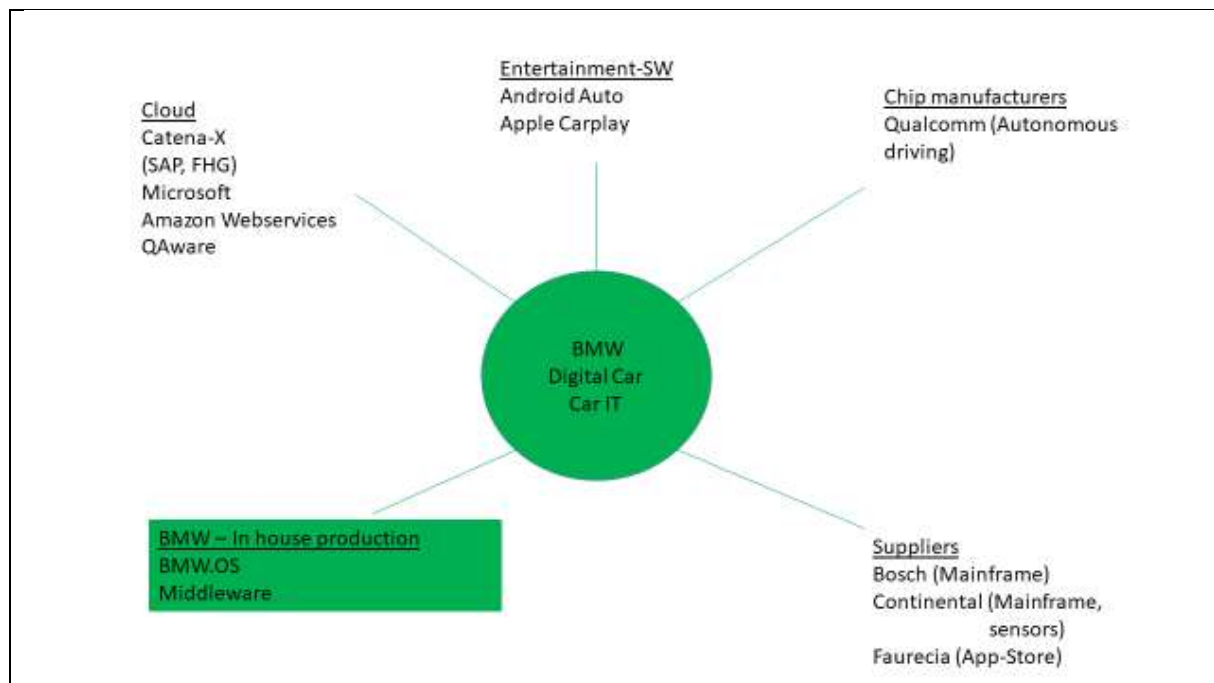 Entertainment-SW
Android Auto
Apple Carplay
Cloud
Catena-X
(SAP, FHG)
Microsoft
Amazon Webservices
QAware
Chip manufacturers
Qualcomm (Autonomous
driving)
BMW
Digital Car
Car IT
BMW – In house production
BMW.OS
Middleware
Suppliers
Bosch (Mainframe)
Continental (Mainframe,
sensors)
Faurecia (App-Store)